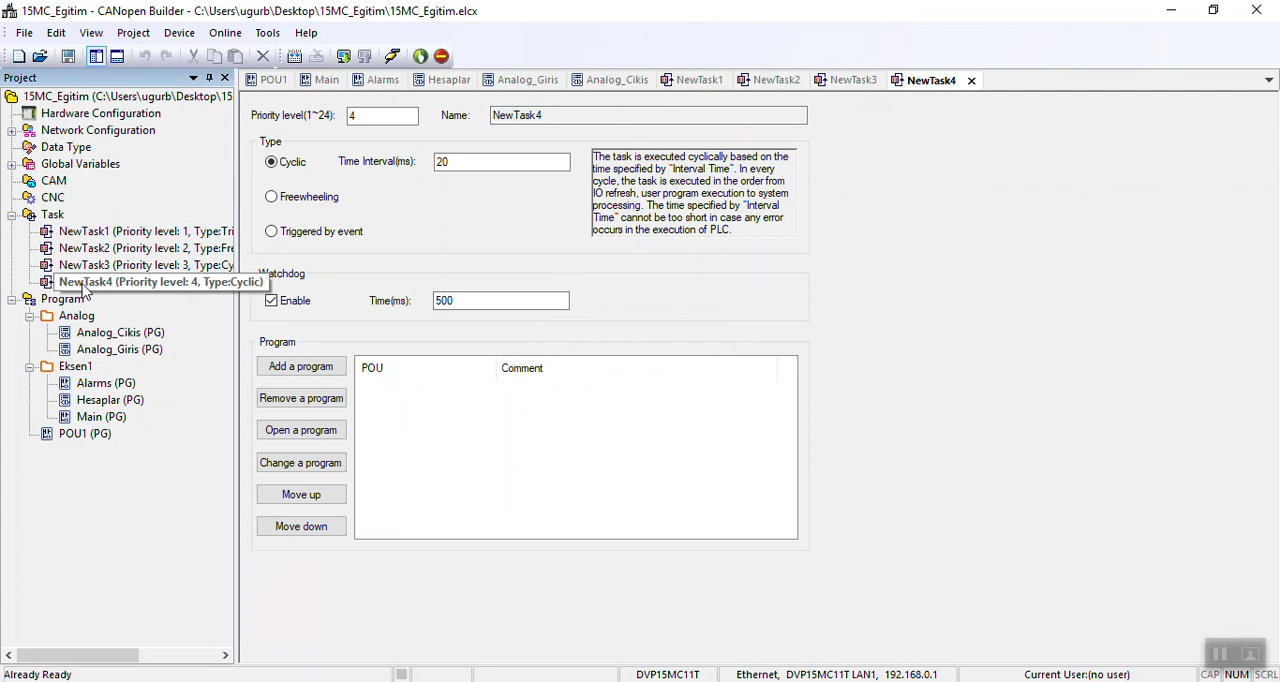 15MC_Egitim - CANopen Builder - C:\Users\ugurb\Desktop\15MC_Egitim\15MC_Egitim.elcx
File Edit View Project Device Online Tools Help
Project
POU1 Main Alarms Hesaplar Analog_Giris Analog_Cikis NewTask1 NewTask2 NewTask3 NewTask4
15MC_Egitim (C:\Users\ugurb\Desktop\15
Hardware Configuration
Network Configuration
Data Type
Global Variables
CAM
CNC
Task
NewTask1 (Priority level: 1, Type:Tri
NewTask2 (Priority level: 2, Type:Fre
NewTask3 (Priority level: 3, Type:Cy
NewTask4 (Priority level: 4, Type:Cyclic)
Program
Analog
Analog_Cikis (PG)
Analog_Giris (PG)
Eksen1
Alarms (PG)
Hesaplar (PG)
Main (PG)
POU1 (PG)
Priority level(1~24): 4 Name: NewTask4
Type
Cyclic Time Interval(ms): 20
Freewheeling
Triggered by event
The task is executed cyclically based on the
time specified by "Interval Time". In every
cycle, the task is executed in the order from
IO refresh, user program execution to system
processing. The time specified by "Interval
Time" cannot be too short in case any error
occurs in the execution of PLC.
Watchdog
Enable Time(ms): 500
Program
Add a program
Remove a program
Open a program
Change a program
Move up
Move down
POU Comment
Already Ready DVP15MC11T Ethernet, DVP15MC11T LAN1, 192.168.0.1 Current User:(no user) CAP NUM SCRL